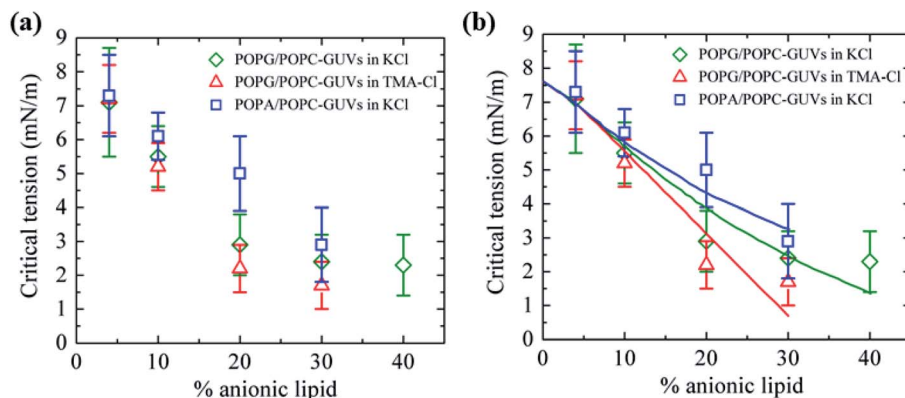 (a)
9
8
7
6
5
4
3
2
1
0
Critical tension (mN/m)
POPG/POPC-GUVs in KCl
POPG/POPC-GUVs in TMA-Cl
POPA/POPC-GUVs in KCl
0 10 20 30 40
% anionic lipid
(b)
9
8
7
6
5
4
3
2
1
0
Critical tension (mN/m)
POPG/POPC-GUVs in KCl
POPG/POPC-GUVs in TMA-Cl
POPA/POPC-GUVs in KCl
0 10 20 30 40
% anionic lipid